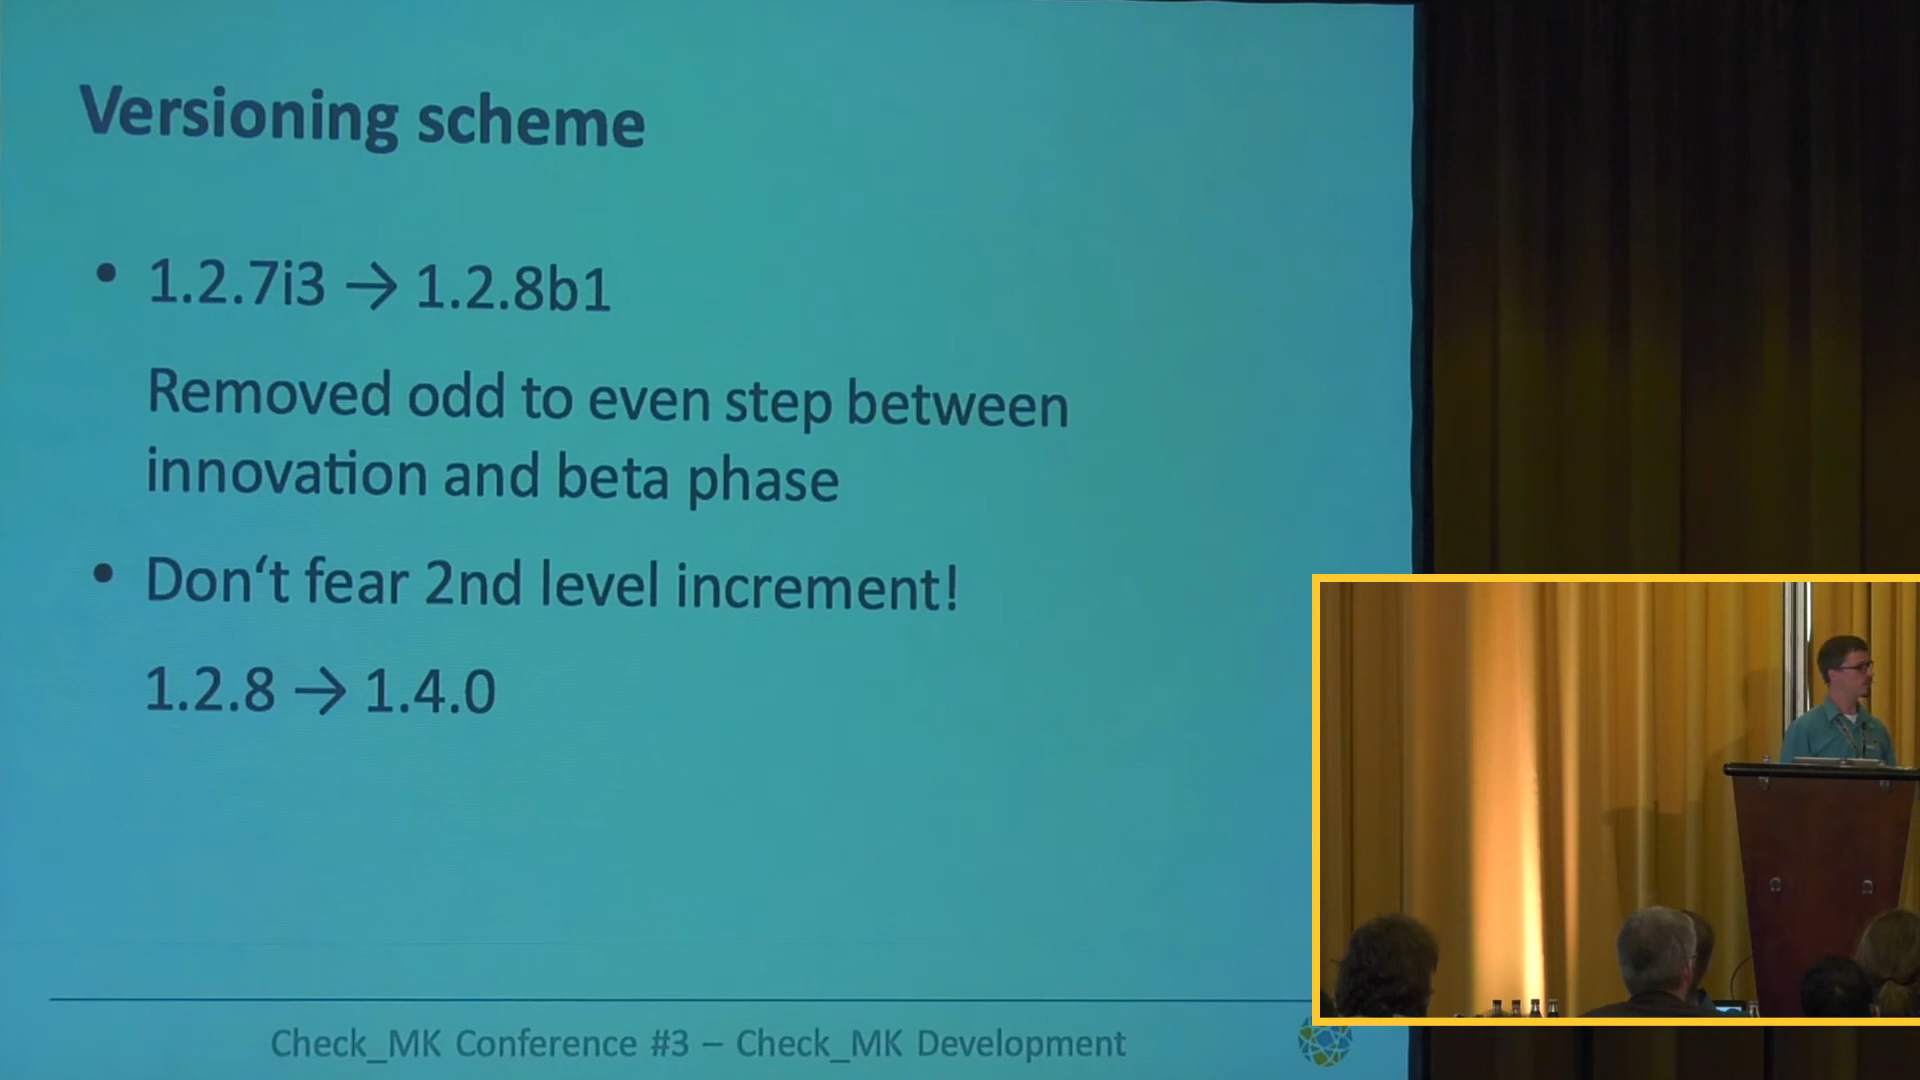 Versioning scheme
• 1.2.7i3 → 1.2.8b1
Removed odd to even step between
innovation and beta phase
• Don‘t fear 2nd level increment!
1.2.8 → 1.4.0
Check_MK Conference #3 – Check_MK Development